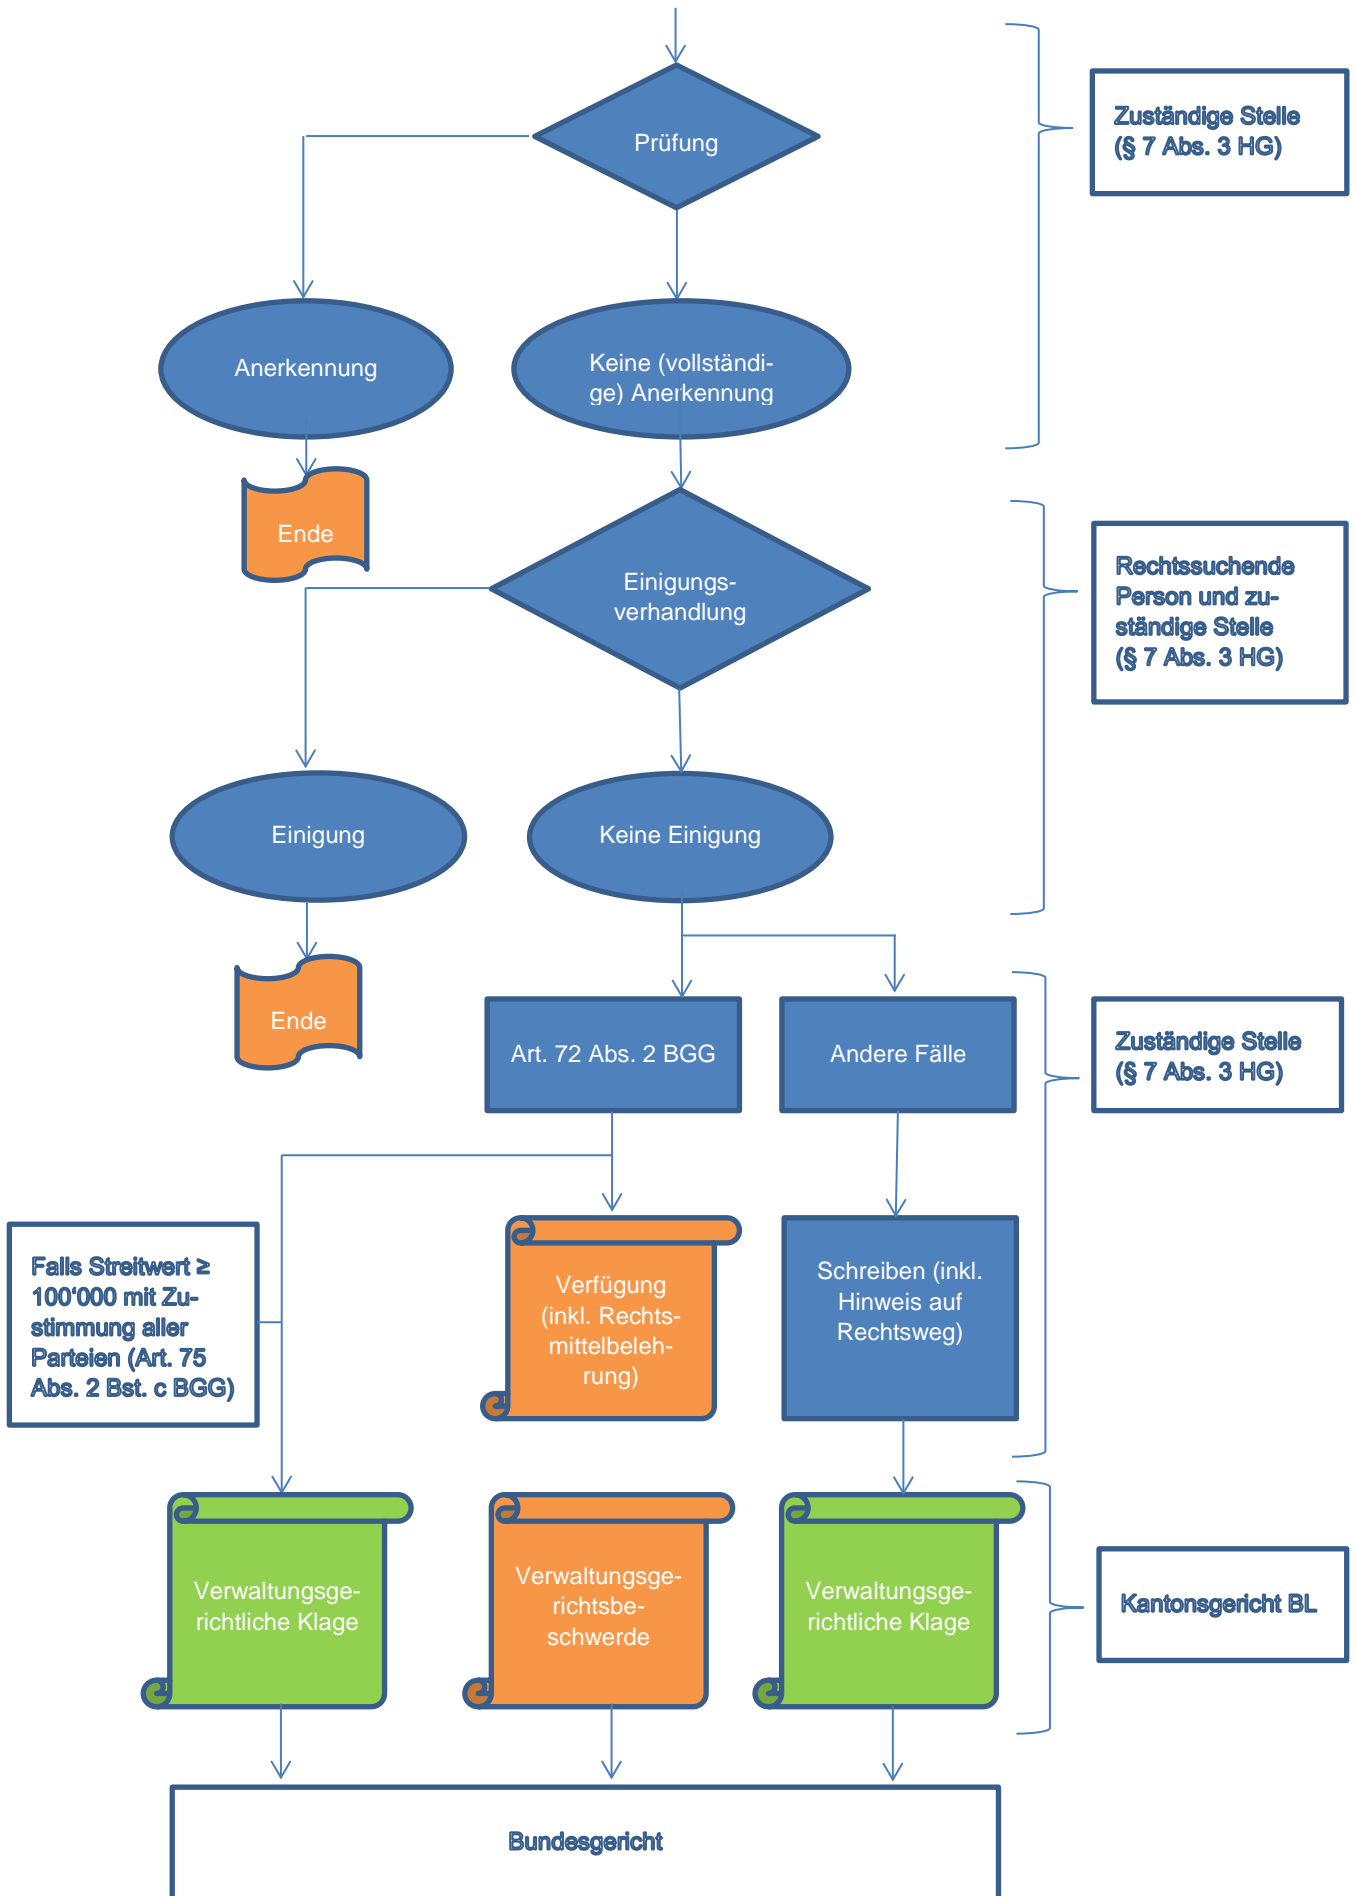 Prüfung
Zuständige Stelle
(§ 7 Abs. 3 HG)
Anerkennung
Keine (vollständi-
ge) Anerkennung
Ende
Einigungs-
verhandlung
Rechtssuchende
Person und zu-
ständige Stelle
(§ 7 Abs. 3 HG)
Einigung
Keine Einigung
Ende
Art. 72 Abs. 2 BGG
Andere Fälle
Zuständige Stelle
(§ 7 Abs. 3 HG)
Falls Streitwert ≥
100‘000 mit Zu-
stimmung aller
Parteien (Art. 75
Abs. 2 Bst. c BGG)
Verfügung
(inkl. Rechts-
mittelbeleh-
rung)
Schreiben (inkl.
Hinweis auf
Rechtsweg)
Verwaltungsge-
richtliche Klage
Verwaltungsge-
richtsbe-
schwerde
Verwaltungsge-
richtliche Klage
Kantonsgericht BL
Bundesgericht